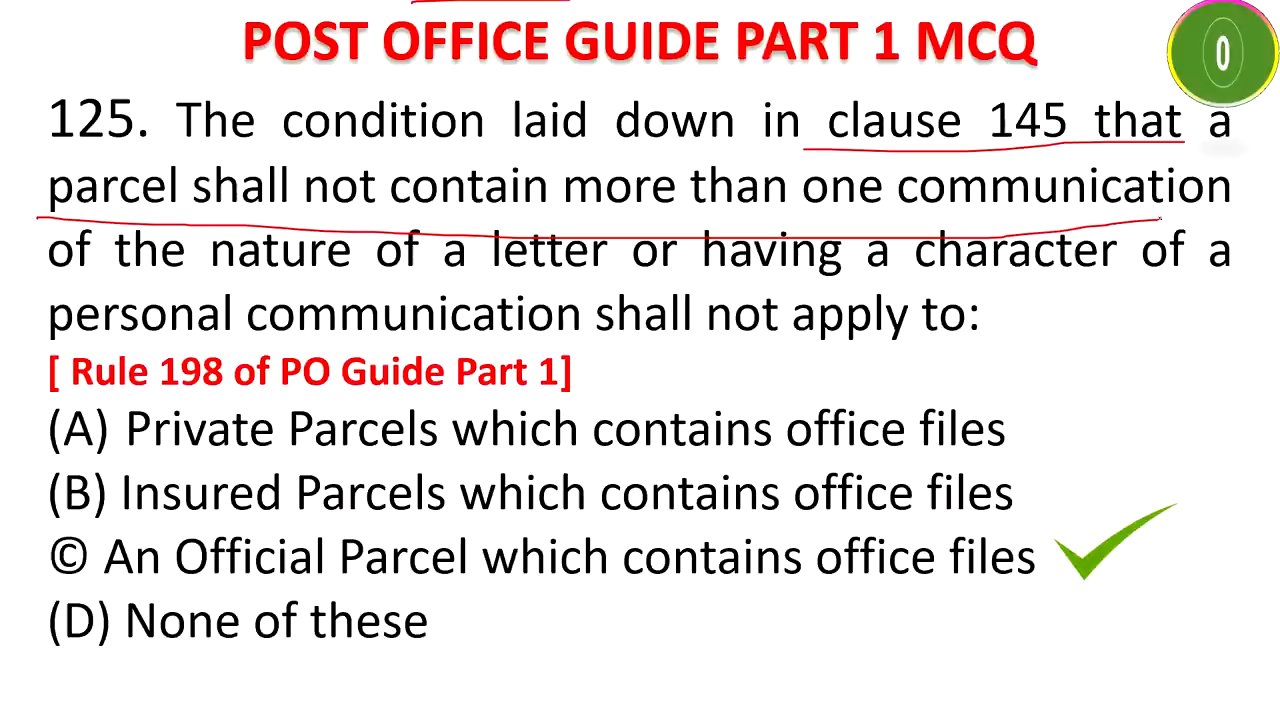 POST OFFICE GUIDE PART 1 MCQ
0
125. The condition laid down in clause 145 that a
parcel shall not contain more than one communication
of the nature of a letter or having a character of a
personal communication shall not apply to:
[ Rule 198 of PO Guide Part 1]
(A) Private Parcels which contains office files
(B) Insured Parcels which contains office files
© An Official Parcel which contains office files
(D) None of these